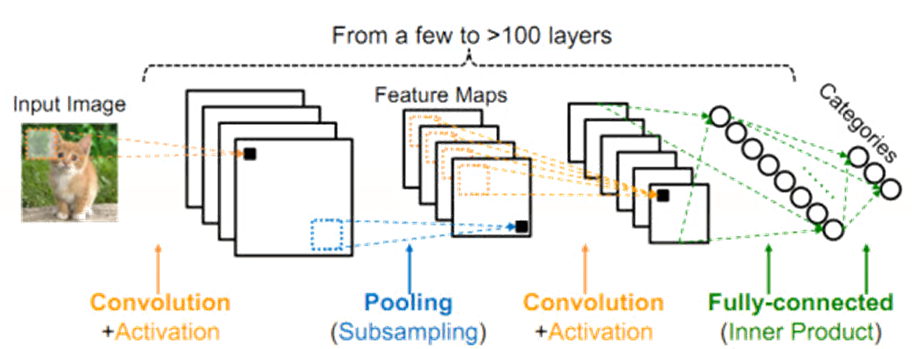 From a few to >100 layers
Input Image
Feature Maps
Categories
Convolution
+Activation
Pooling
(Subsampling)
Convolution
+Activation
Fully-connected
(Inner Product)